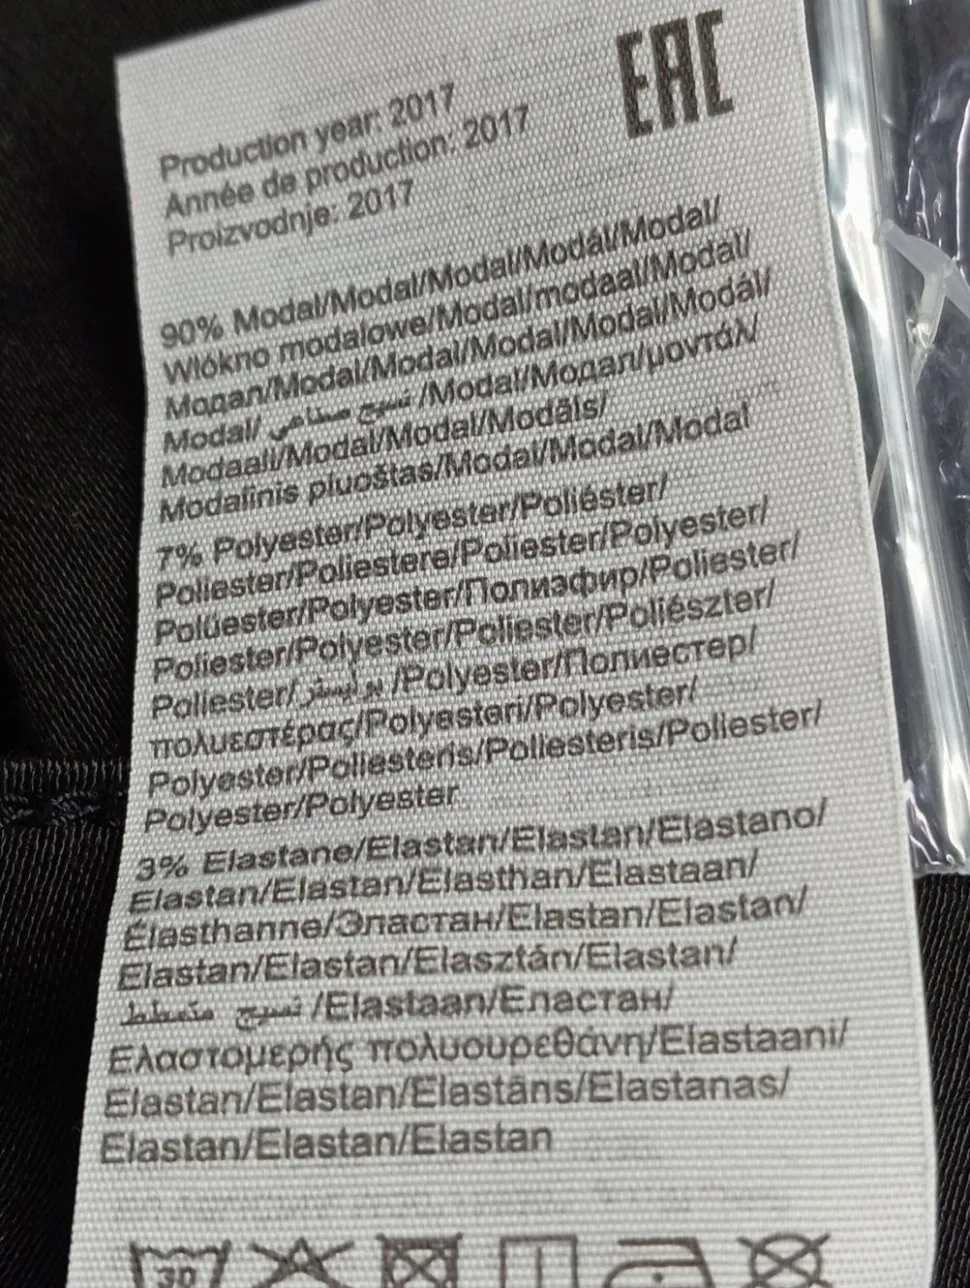 EAC
Production year: 2017
Année de production: 2017
Proizvodnje: 2017
90% Modal/Modal/Modal/Modál/Modal/
Wlókno modalowe/Modal/modaal/Modal/
Модал/Modal/Modal/Modal/Modal/Modál/
Modal/ نسيج صناعي /Modal/Модал/μοντάλ/
Modaali/Modal/Modal/Modāls/
Modalinis pluoštas/Modal/Modal/Modal
7% Polyester/Polyester/Poliéster/
Poliester/Poliestere/Poliester/Polyester/
Polüester/Polyester/Полиэфир/Poliester/
Poliester/Polyester/Poliester/Poliészter/
Poliester/ بوليستر /Polyester/Полиестер/
πολυεστέρας/Polyesteri/Polyester/
Polyester/Poliesteris/Poliesteris/Poliester/
Polyester/Polyester
3% Elastane/Elastan/Elastan/Elastano/
Elastan/Elastan/Elasthan/Elastaan/
Élasthanne/Эластан/Elastan/Elastan/
Elastan/Elastan/Elasztán/Elastan/
نسيج متمطط /Elastaan/Еластан/
Ελαστομερής πολυουρεθάνη/Elastaani/
Elastan/Elastan/Elastāns/Elastanas/
Elastan/Elastan/Elastan
30